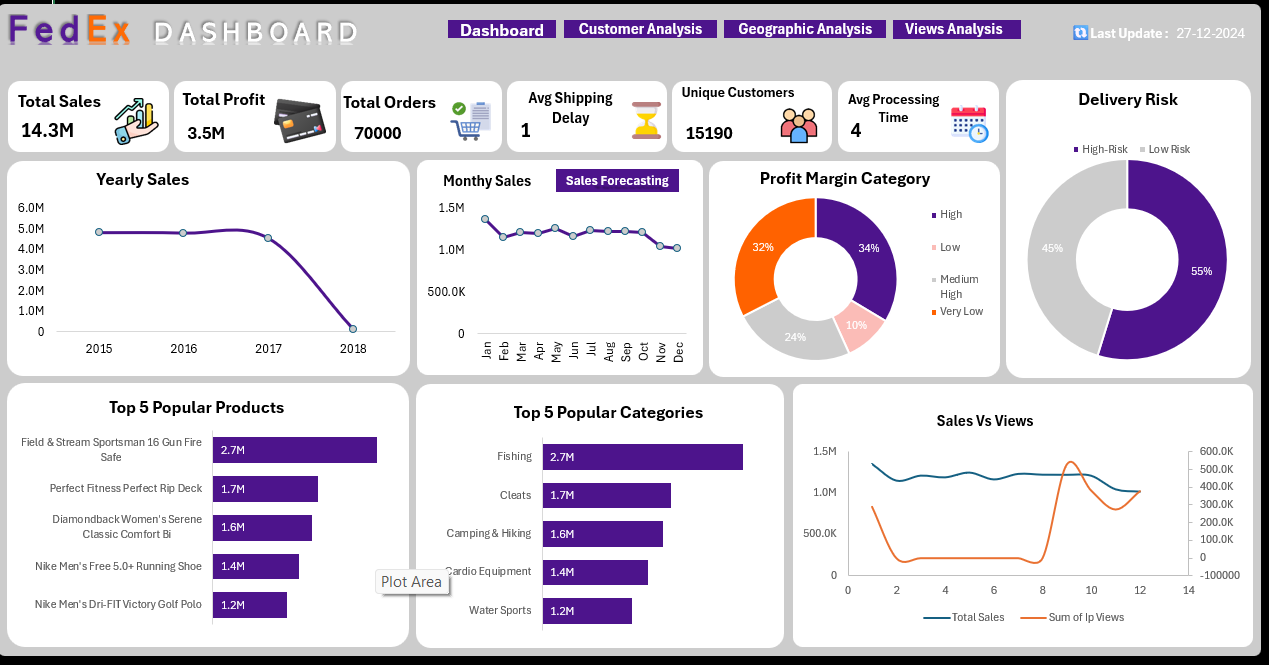 FedEx DASHBOARD
Dashboard
Customer Analysis
Geographic Analysis
Views Analysis
Last Update : 27-12-2024
Total Sales
14.3M
Total Profit
3.5M
Total Orders
70000
Avg Shipping
Delay
1
Unique Customers
15190
Avg Processing
Time
4
Delivery Risk
High-Risk
Low Risk
45%
55%
Yearly Sales
6.0M
5.0M
4.0M
3.0M
2.0M
1.0M
0
2015
2016
2017
2018
Monthy Sales
Sales Forecasting
1.5M
1.0M
500.0K
0
Jan
Feb
Mar
Apr
May
Jun
Jul
Aug
Sep
Oct
Nov
Dec
Profit Margin Category
32%
34%
24%
10%
High
Low
Medium
High
Very Low
Top 5 Popular Products
Field & Stream Sportsman 16 Gun Fire
Safe
2.7M
Perfect Fitness Perfect Rip Deck
1.7M
Diamondback Women's Serene
Classic Comfort Bi
1.6M
Nike Men's Free 5.0+ Running Shoe
1.4M
Nike Men's Dri-FIT Victory Golf Polo
1.2M
Plot Area
Top 5 Popular Categories
Fishing
2.7M
Cleats
1.7M
Camping & Hiking
1.6M
Cardio Equipment
1.4M
Water Sports
1.2M
Sales Vs Views
1.5M
1.0M
500.0K
0
600.0K
500.0K
400.0K
300.0K
200.0K
100.0K
0
-100000
0
2
4
6
8
10
12
14
Total Sales
Sum of Ip Views